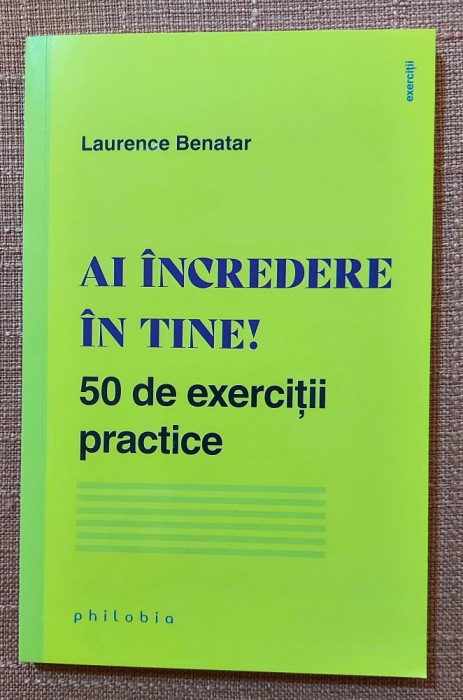 exerciții
Laurence Benatar
AI ÎNCREDERE
ÎN TINE!
50 de exerciții
practice
philobia